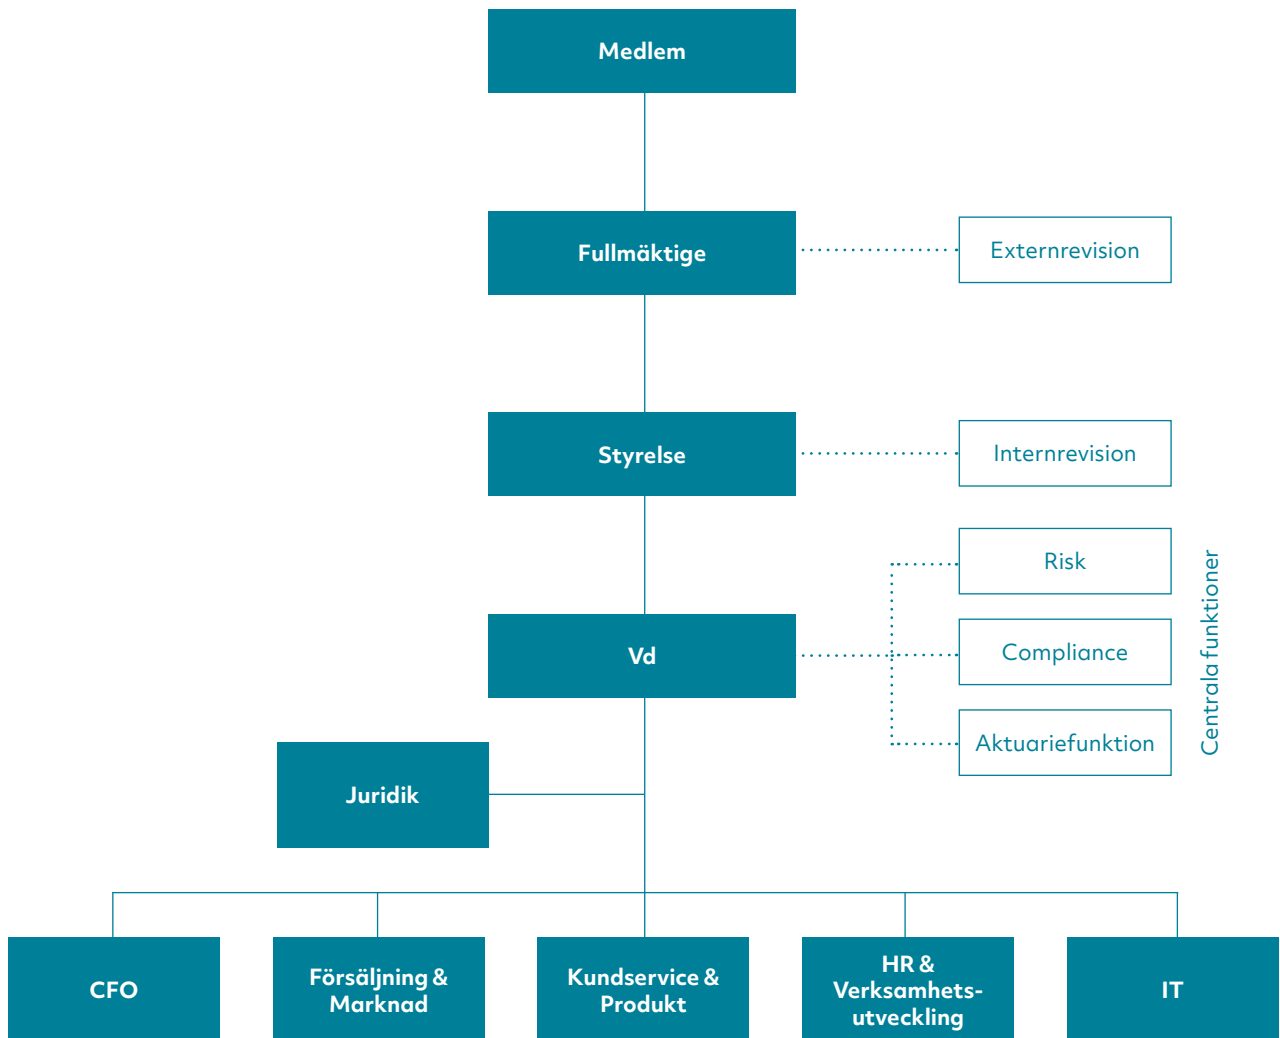 Medlem
Fullmäktige
Externrevision
Styrelse
Internrevision
Risk
Vd
Compliance
Aktuariefunktion
Centrala funktioner
Juridik
CFO
Försäljning &
Marknad
Kundservice &
Produkt
HR &
Verksamhets-
utveckling
IT